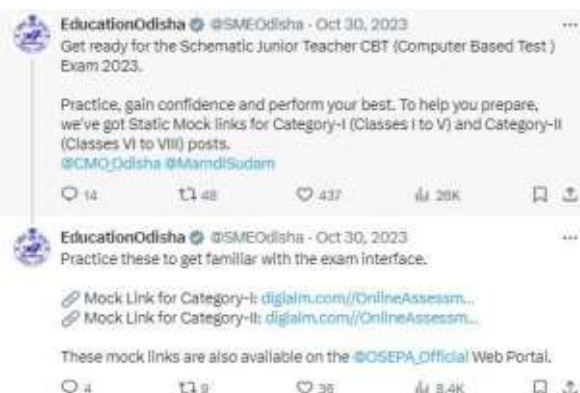 EducationOdisha @SMEOdisha · Oct 30, 2023
Get ready for the Schematic Junior Teacher CBT (Computer Based Test )
Exam 2023.
Practice, gain confidence and perform your best. To help you prepare,
we've got Static Mock links for Category-I (Classes I to V) and Category-II
(Classes VI to VIII) posts.
@CMO_Odisha @MamdiSudam
14 48 437 26K
EducationOdisha @SMEOdisha · Oct 30, 2023
Practice these to get familiar with the exam interface.
Mock Link for Category-I: digialm.com//OnlineAssessm...
Mock Link for Category-II: digialm.com//OnlineAssessm...
These mock links are also available on the @OSEPA_Official Web Portal.
4 9 36 8.4K